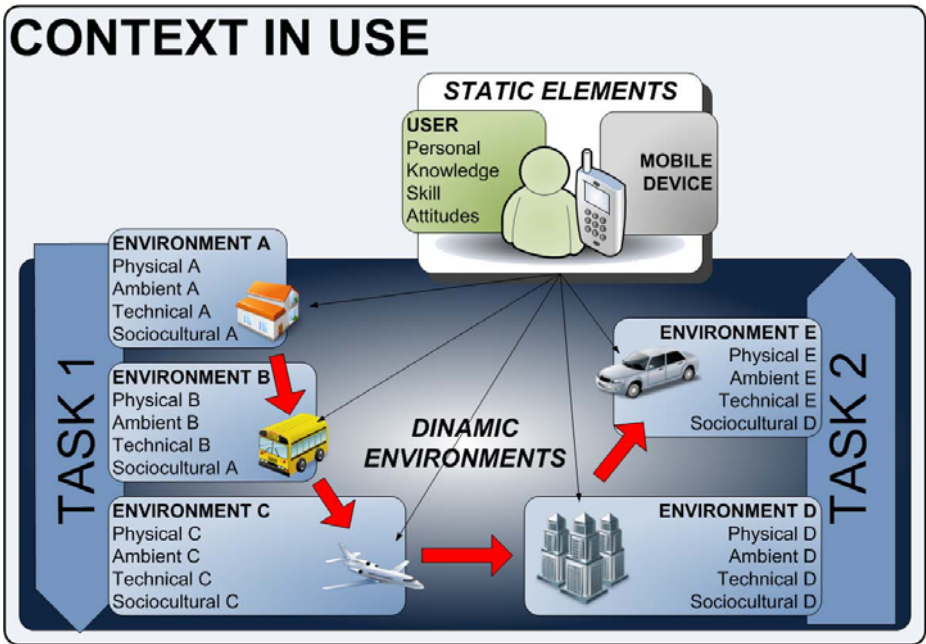 CONTEXT IN USE
STATIC ELEMENTS
USER
Personal
Knowledge
Skill
Attitudes
MOBILE
DEVICE
TASK 1
ENVIRONMENT A
Physical A
Ambient A
Technical A
Sociocultural A
ENVIRONMENT B
Physical B
Ambient B
Technical B
Sociocultural A
ENVIRONMENT C
Physical C
Ambient C
Technical C
Sociocultural C
DINAMIC
ENVIRONMENTS
ENVIRONMENT D
Physical D
Ambient D
Technical D
Sociocultural D
ENVIRONMENT E
Physical E
Ambient E
Technical E
Sociocultural D
TASK 2